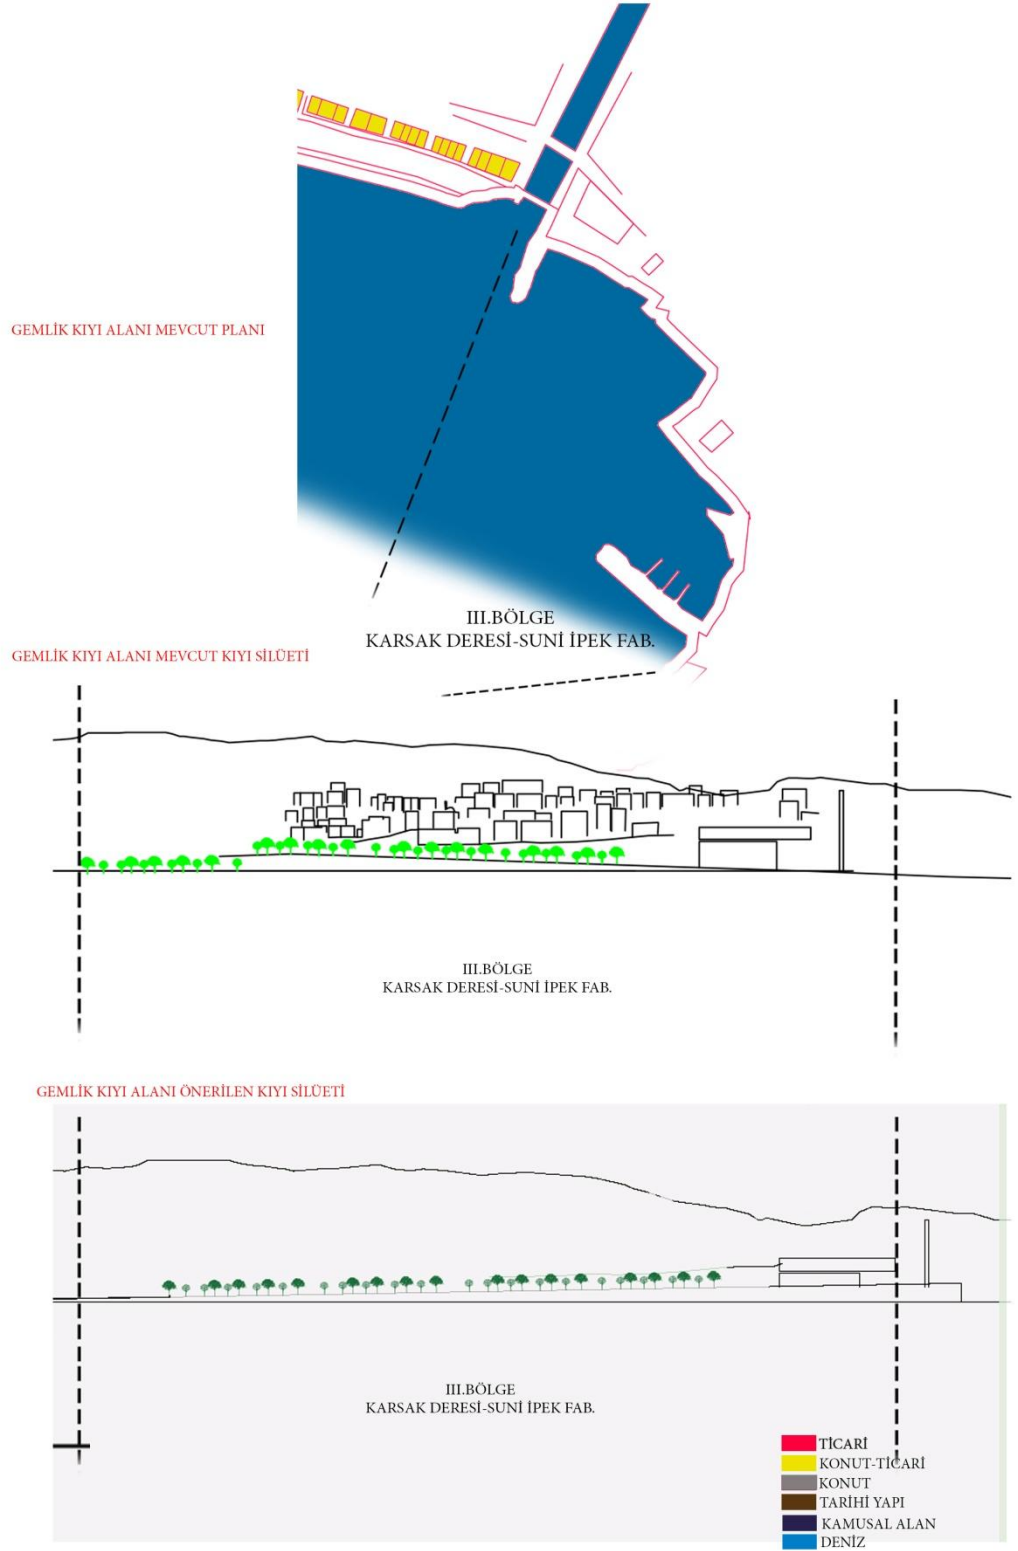 GEMLİK KIYI ALANI MEVCUT PLANI
III.BÖLGE
KARSAK DERESİ-SUNİ İPEK FAB.
GEMLİK KIYI ALANI MEVCUT KIYI SİLÜETİ
III.BÖLGE
KARSAK DERESİ-SUNİ İPEK FAB.
GEMLİK KIYI ALANI ÖNERİLEN KIYI SİLÜETİ
III.BÖLGE
KARSAK DERESİ-SUNİ İPEK FAB.
TİCARİ
KONUT-TİCARİ
KONUT
TARİHİ YAPI
KAMUSAL ALAN
DENİZ